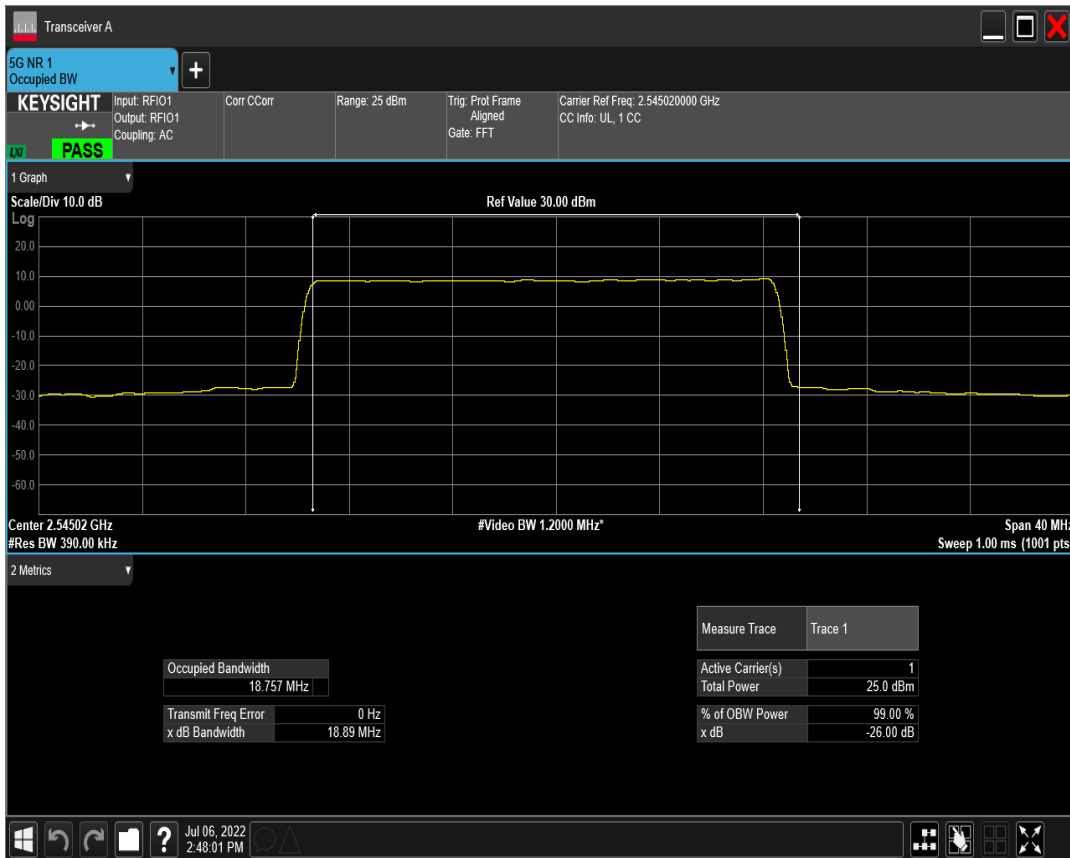 Transceiver A
5G NR 1
Occupied BW
+
KEYSIGHT
LXI
PASS
Input: RFIO1
Output: RFIO1
Coupling: AC
Corr CCorr
Range: 25 dBm
Trig: Prot Frame
Aligned
Gate: FFT
Carrier Ref Freq: 2.545020000 GHz
CC Info: UL, 1 CC
1 Graph
Scale/Div 10.0 dB
Ref Value 30.00 dBm
Log
20.0
10.0
0.00
-10.0
-20.0
-30.0
-40.0
-50.0
-60.0
Center 2.54502 GHz
#Video BW 1.2000 MHz*
Span 40 MHz
#Res BW 390.00 kHz
Sweep 1.00 ms (1001 pts
2 Metrics
Measure Trace Trace 1
Occupied Bandwidth
18.757 MHz
Transmit Freq Error 0 Hz
x dB Bandwidth 18.89 MHz
Active Carrier(s) 1
Total Power 25.0 dBm
% of OBW Power 99.00 %
x dB -26.00 dB
?
Jul 06, 2022
2:48:01 PM